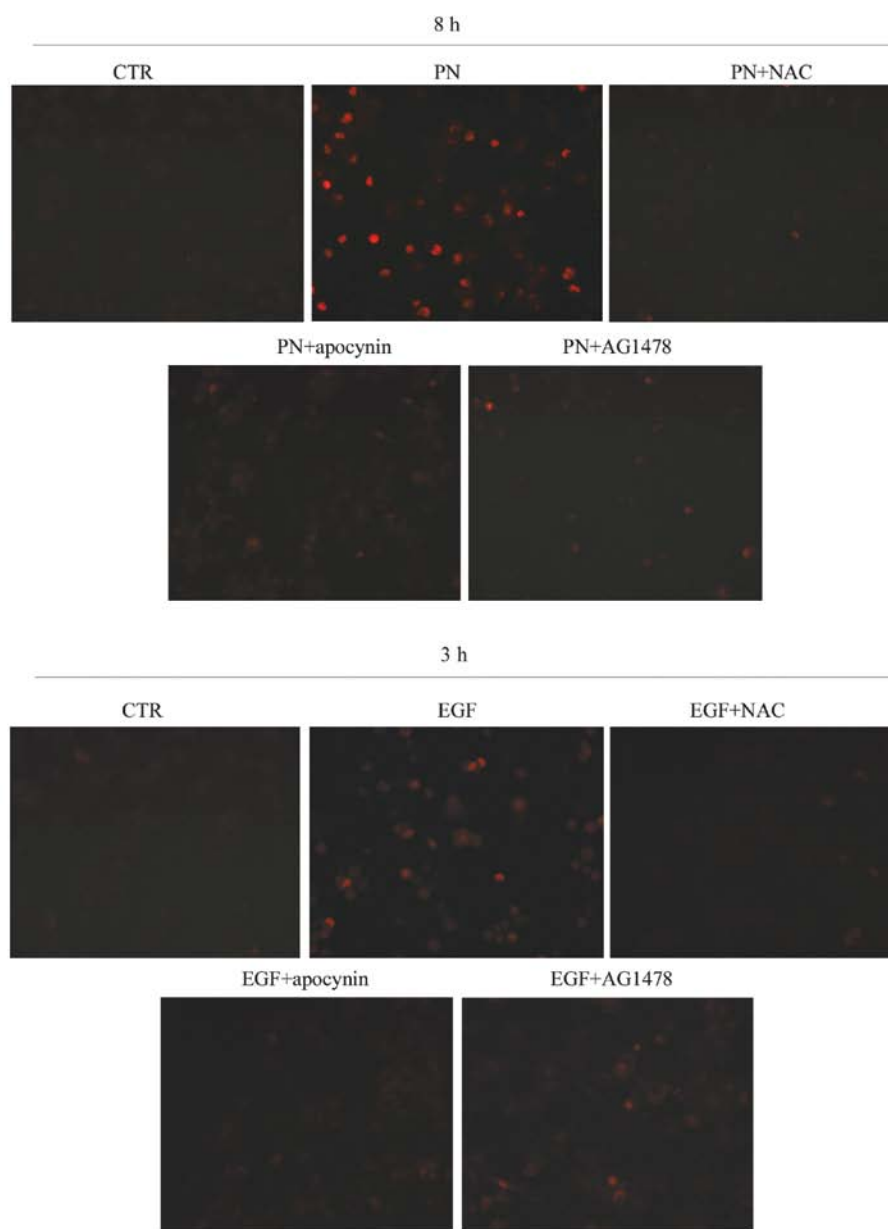 8 h
CTR PN PN+NAC
PN+apocynin PN+AG1478
3 h
CTR EGF EGF+NAC
EGF+apocynin EGF+AG1478